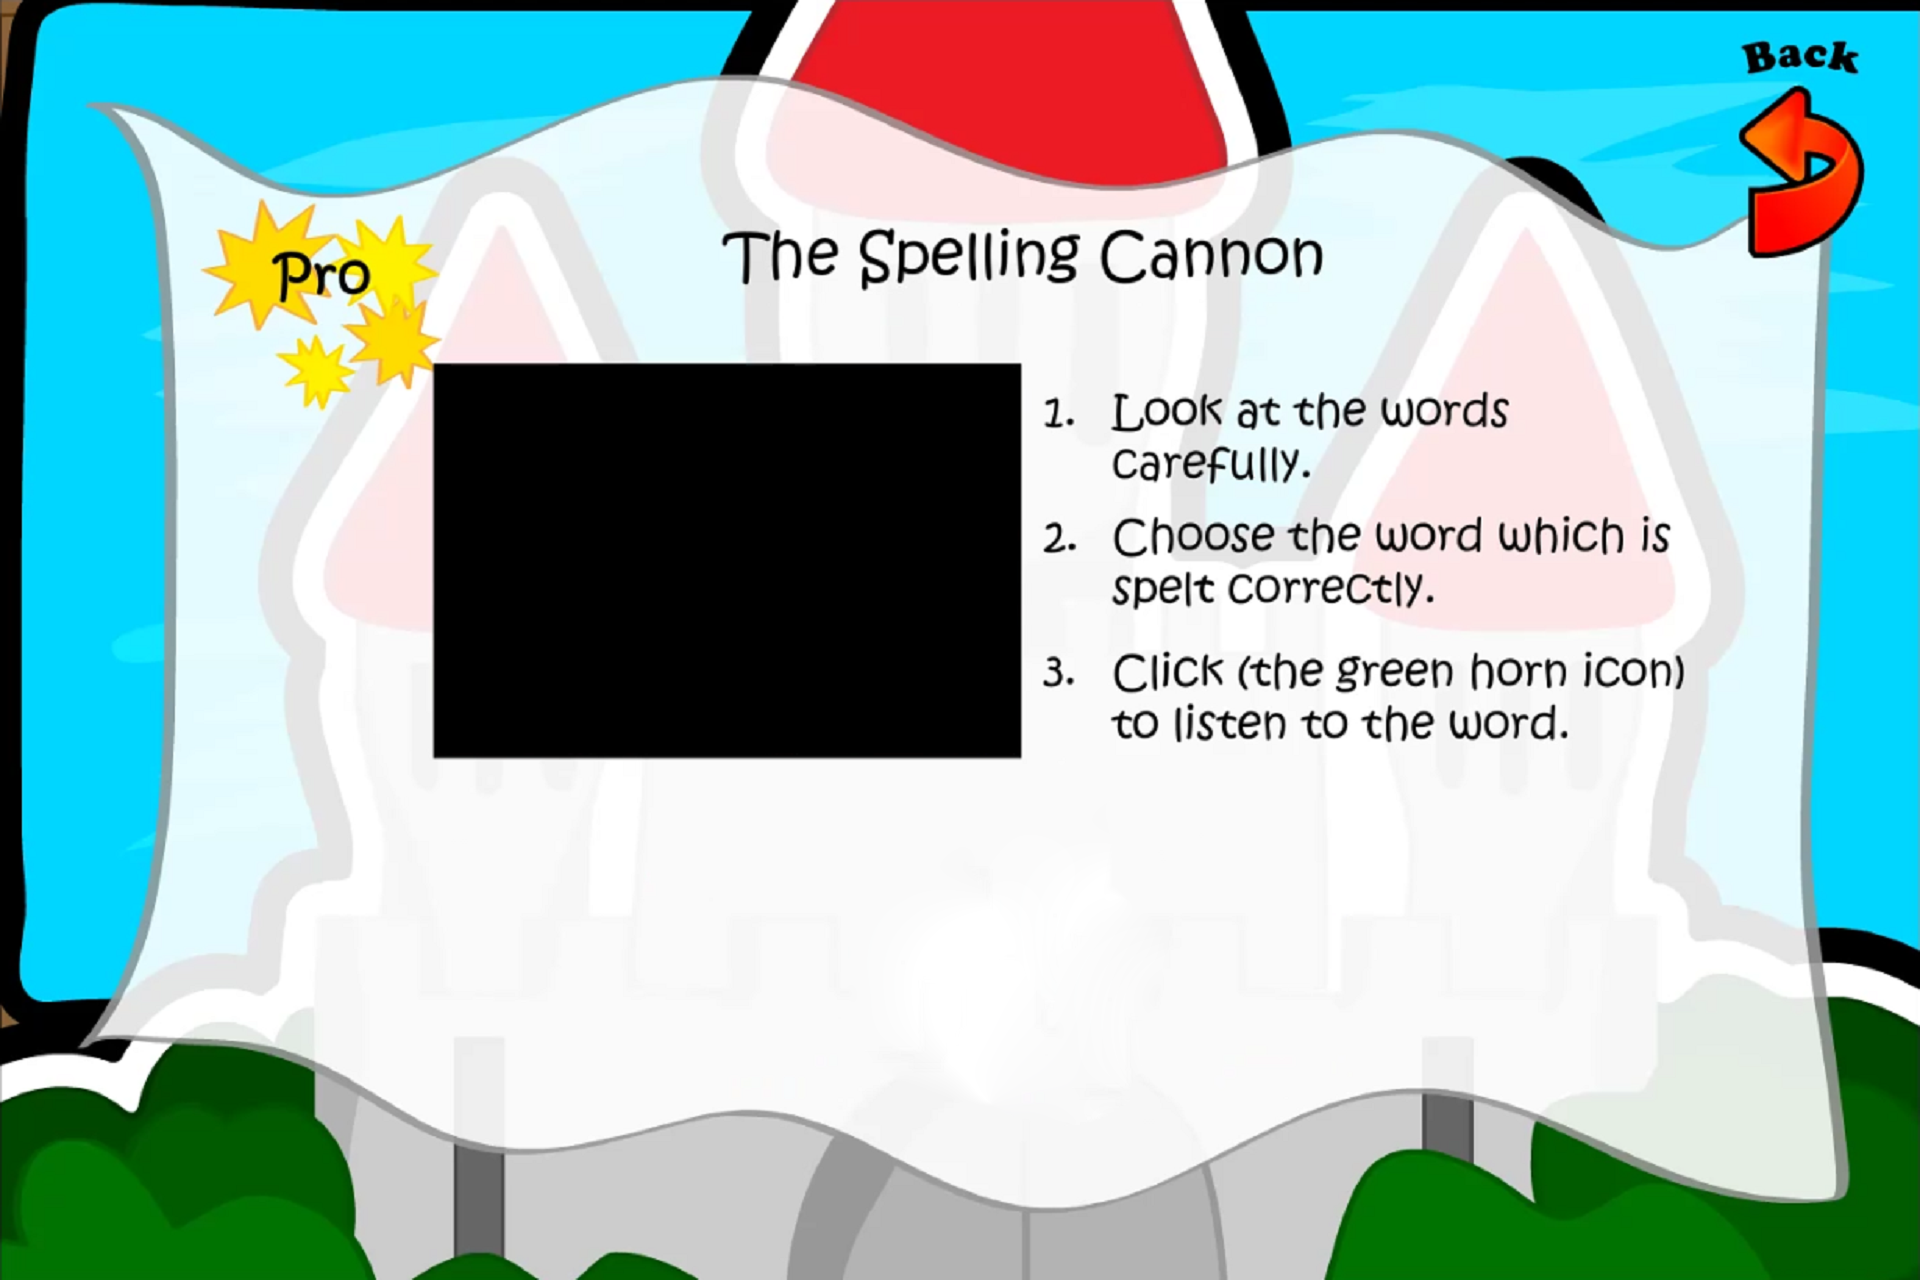 Back
Pro
The Spelling Cannon
1. Look at the words
carefully.
2. Choose the word which is
spelt correctly.
3. Click (the green horn icon)
to listen to the word.